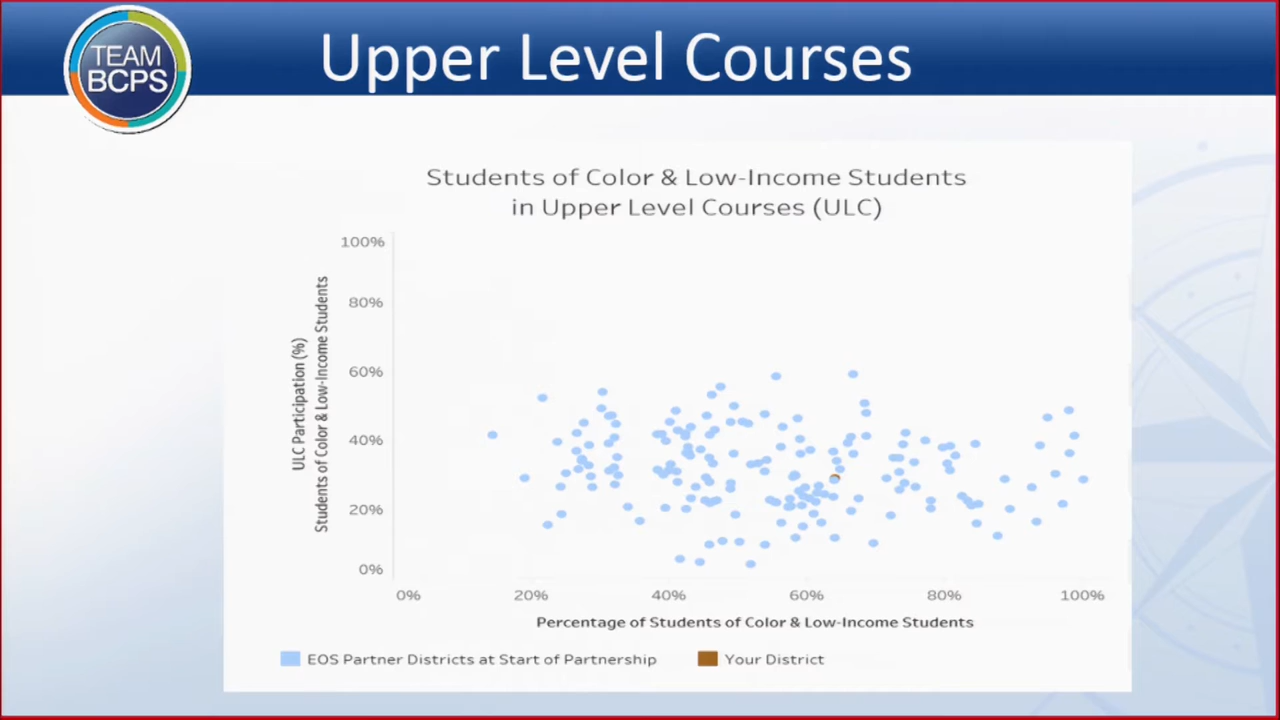 TEAM
BCPS
Upper Level Courses
Students of Color & Low-Income Students
in Upper Level Courses (ULC)
ULC Participation (%)
Students of Color & Low-Income Students
100%
80%
60%
40%
20%
0%
0% 20% 40% 60% 80% 100%
Percentage of Students of Color & Low-Income Students
EOS Partner Districts at Start of Partnership Your District